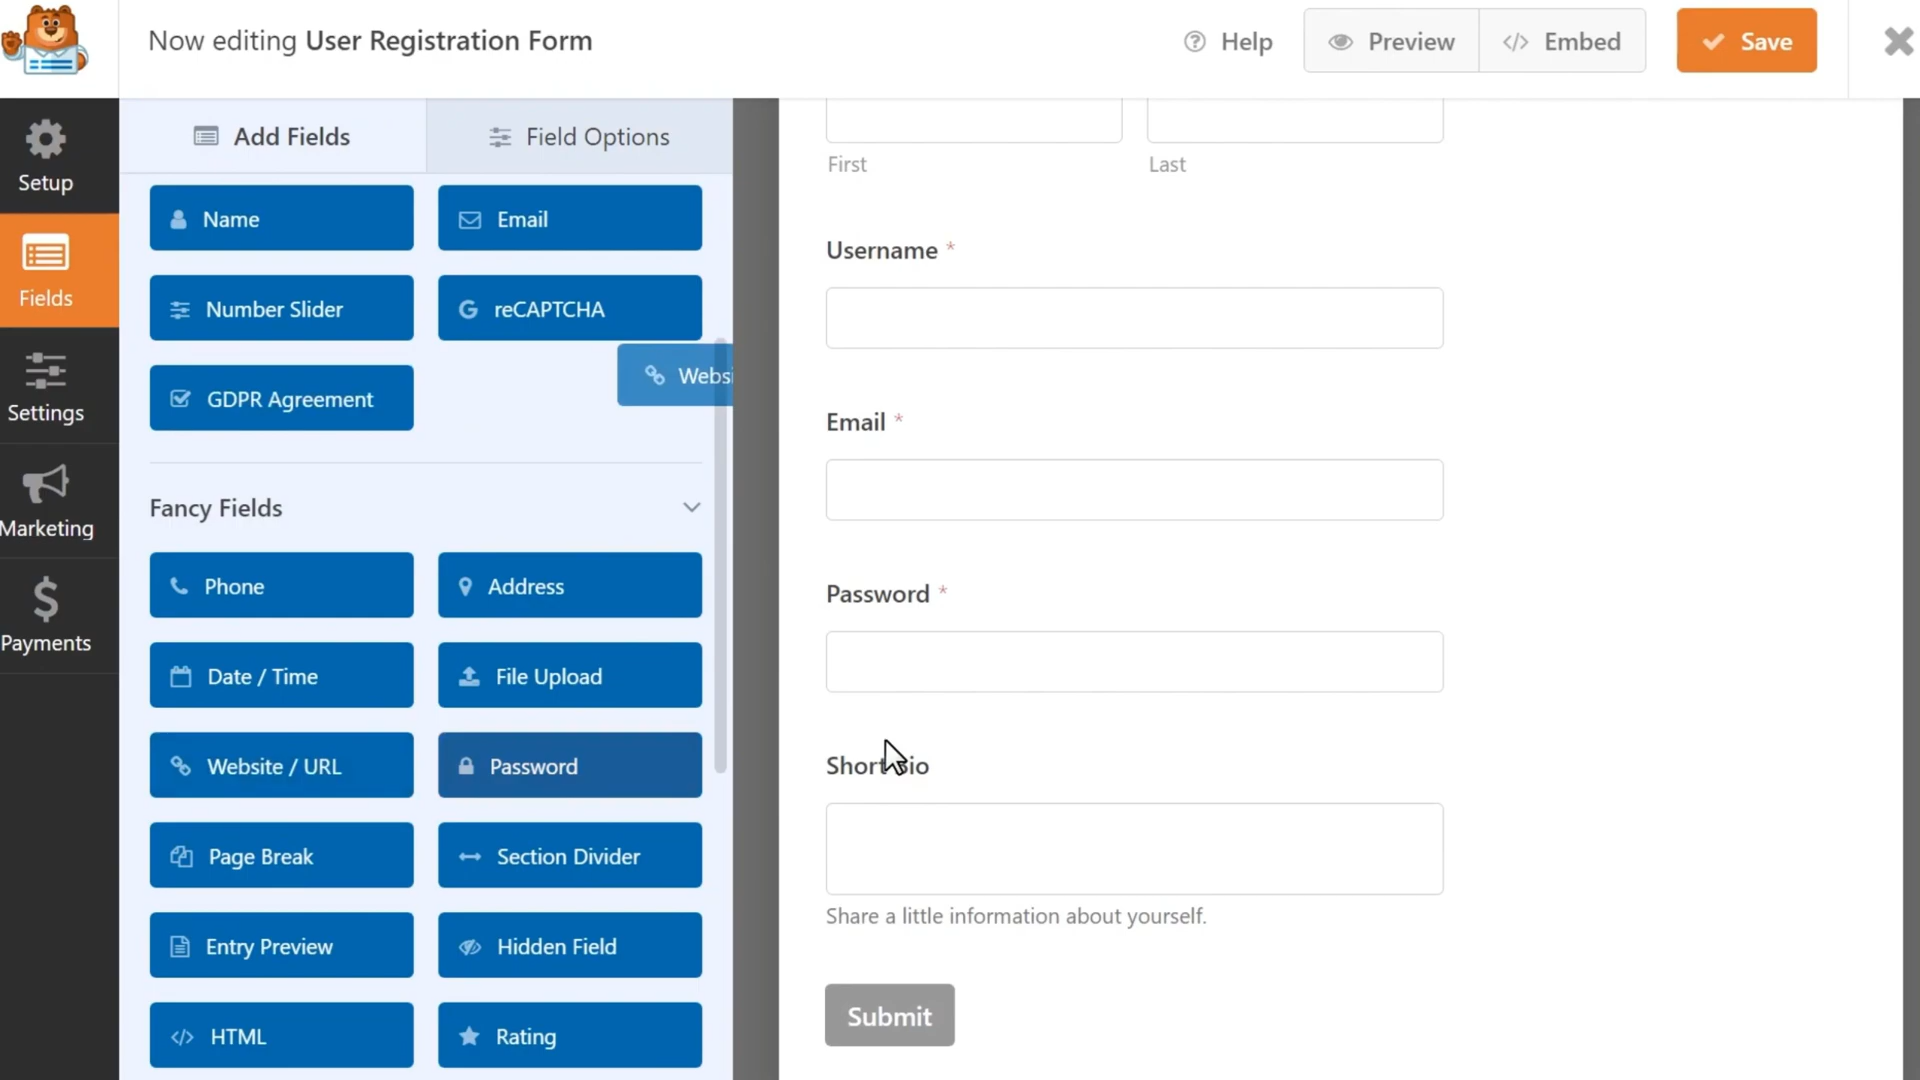 Now editing User Registration Form
Help
Preview
Embed
Save
Setup
Fields
Settings
Marketing
Payments
Add Fields
Field Options
Name
Email
Number Slider
reCAPTCHA
GDPR Agreement
Websi
Fancy Fields
Phone
Address
Date / Time
File Upload
Website / URL
Password
Page Break
Section Divider
Entry Preview
Hidden Field
HTML
Rating
First
Last
Username *
Email *
Password *
Short Bio
Share a little information about yourself.
Submit